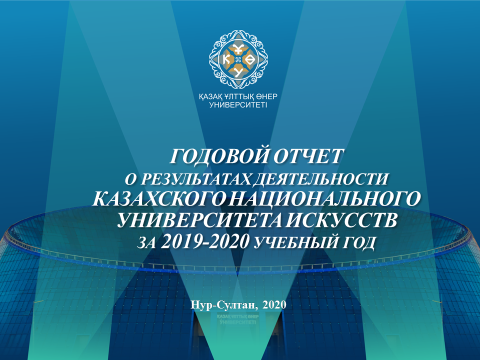 ҚАЗАҚ ҰЛТТЫҚ ӨНЕР
УНИВЕРСИТЕТІ
ГОДОВОЙ ОТЧЕТ
О РЕЗУЛЬТАТАХ ДЕЯТЕЛЬНОСТИ
КАЗАХСКОГО НАЦИОНАЛЬНОГО
УНИВЕРСИТЕТА ИСКУССТВ
ЗА 2019-2020 УЧЕБНЫЙ ГОД
Нур-Султан, 2020